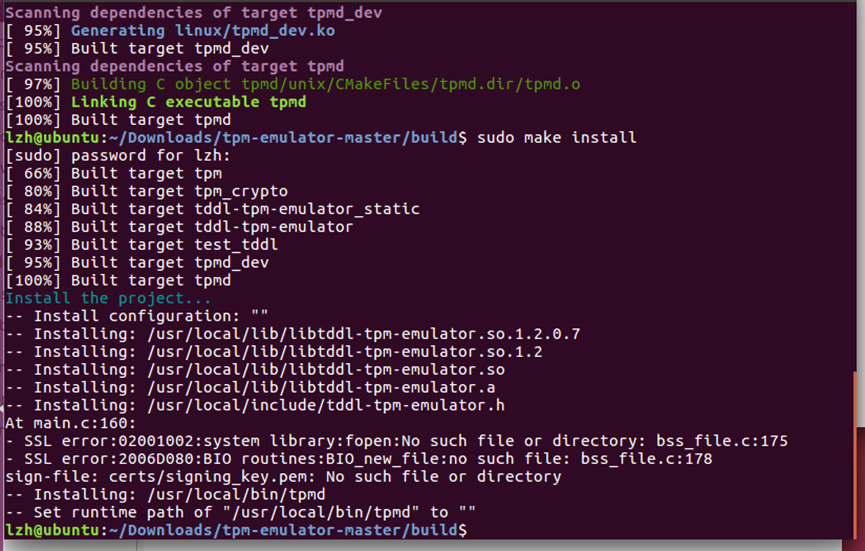 Scanning dependencies of target tpmd_dev
[ 95%] Generating linux/tpmd_dev.ko
[ 95%] Built target tpmd_dev
Scanning dependencies of target tpmd
[ 97%] Building C object tpmd/unix/CMakeFiles/tpmd.dir/tpmd.o
[100%] Linking C executable tpmd
[100%] Built target tpmd
lzh@ubuntu:~/Downloads/tpm-emulator-master/build$ sudo make install
[sudo] password for lzh:
[ 66%] Built target tpm
[ 80%] Built target tpm_crypto
[ 84%] Built target tddl-tpm-emulator_static
[ 88%] Built target tddl-tpm-emulator
[ 93%] Built target test_tddl
[ 95%] Built target tpmd_dev
[100%] Built target tpmd
Install the project...
-- Install configuration: ""
-- Installing: /usr/local/lib/libtddl-tpm-emulator.so.1.2.0.7
-- Installing: /usr/local/lib/libtddl-tpm-emulator.so.1.2
-- Installing: /usr/local/lib/libtddl-tpm-emulator.so
-- Installing: /usr/local/lib/libtddl-tpm-emulator.a
-- Installing: /usr/local/include/tddl-tpm-emulator.h
At main.c:160:
- SSL error:02001002:system library:fopen:No such file or directory: bss_file.c:175
- SSL error:2006D080:BIO routines:BIO_new_file:no such file: bss_file.c:178
sign-file: certs/signing_key.pem: No such file or directory
-- Installing: /usr/local/bin/tpmd
-- Set runtime path of "/usr/local/bin/tpmd" to ""
lzh@ubuntu:~/Downloads/tpm-emulator-master/build$